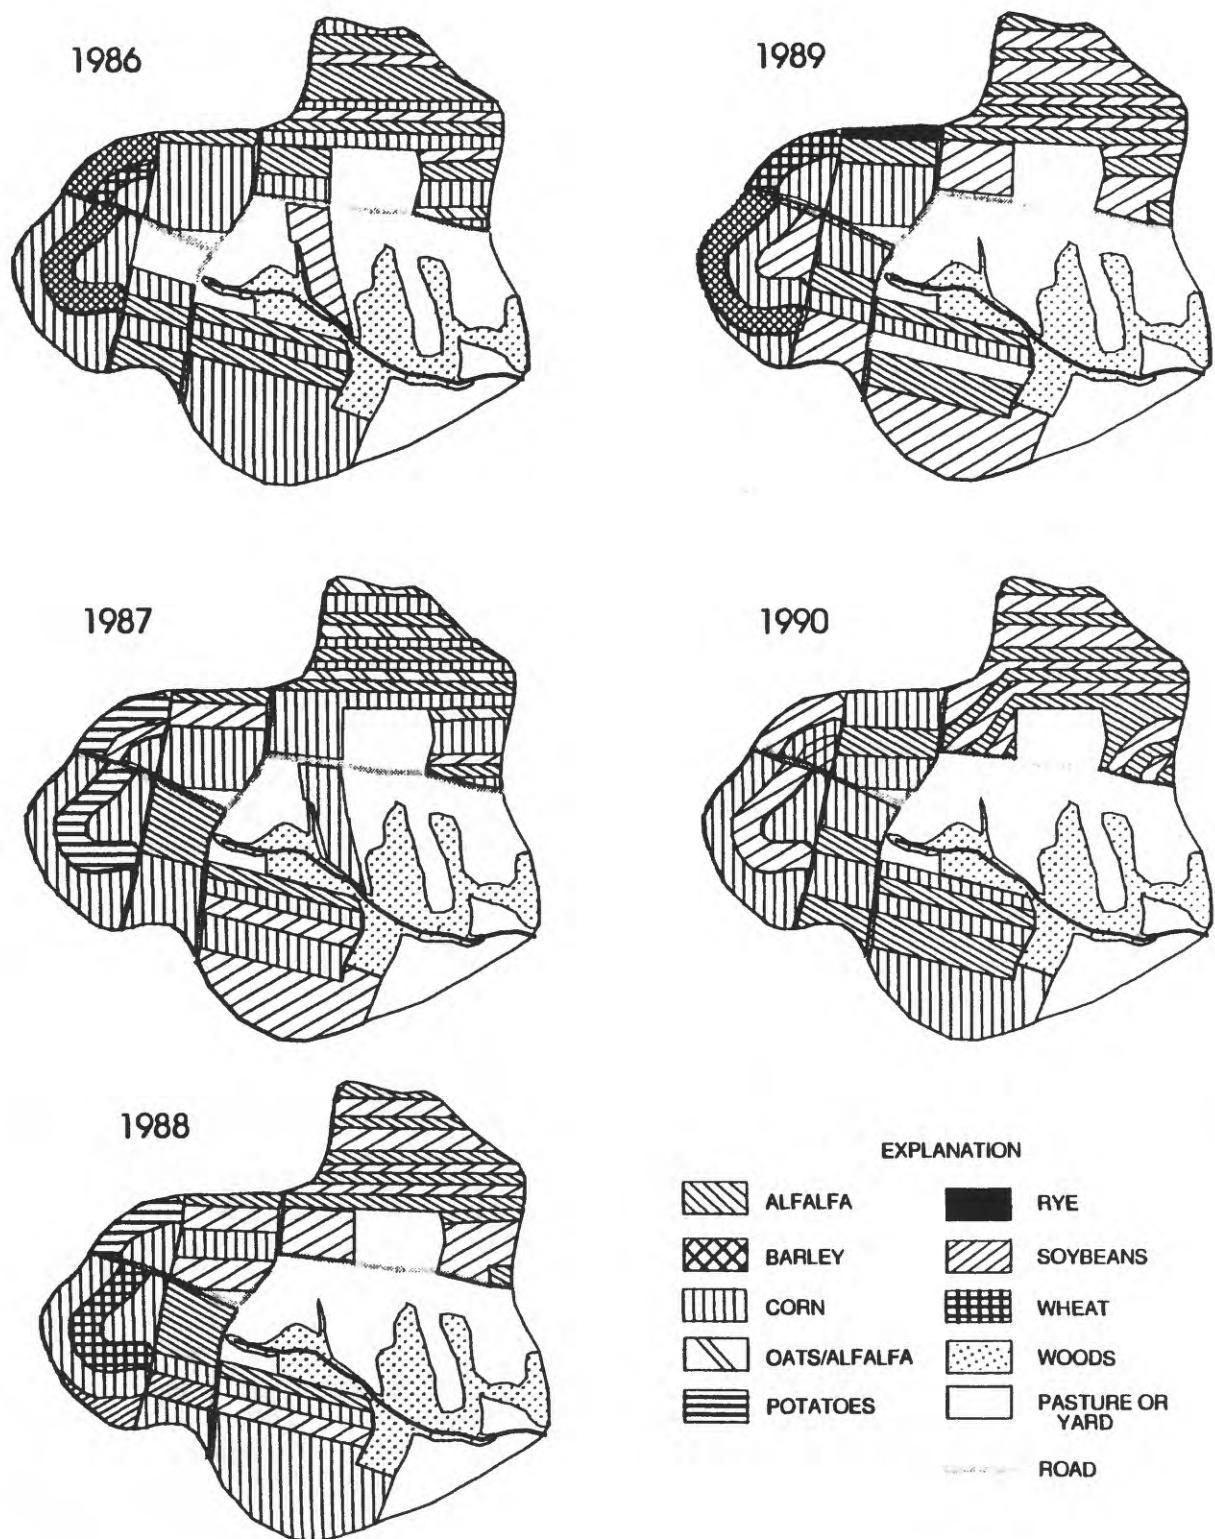 1986
1989
1987
1990
1988
EXPLANATION
ALFALFA
RYE
BARLEY
SOYBEANS
CORN
WHEAT
OATS/ALFALFA
WOODS
POTATOES
PASTURE OR
YARD
ROAD